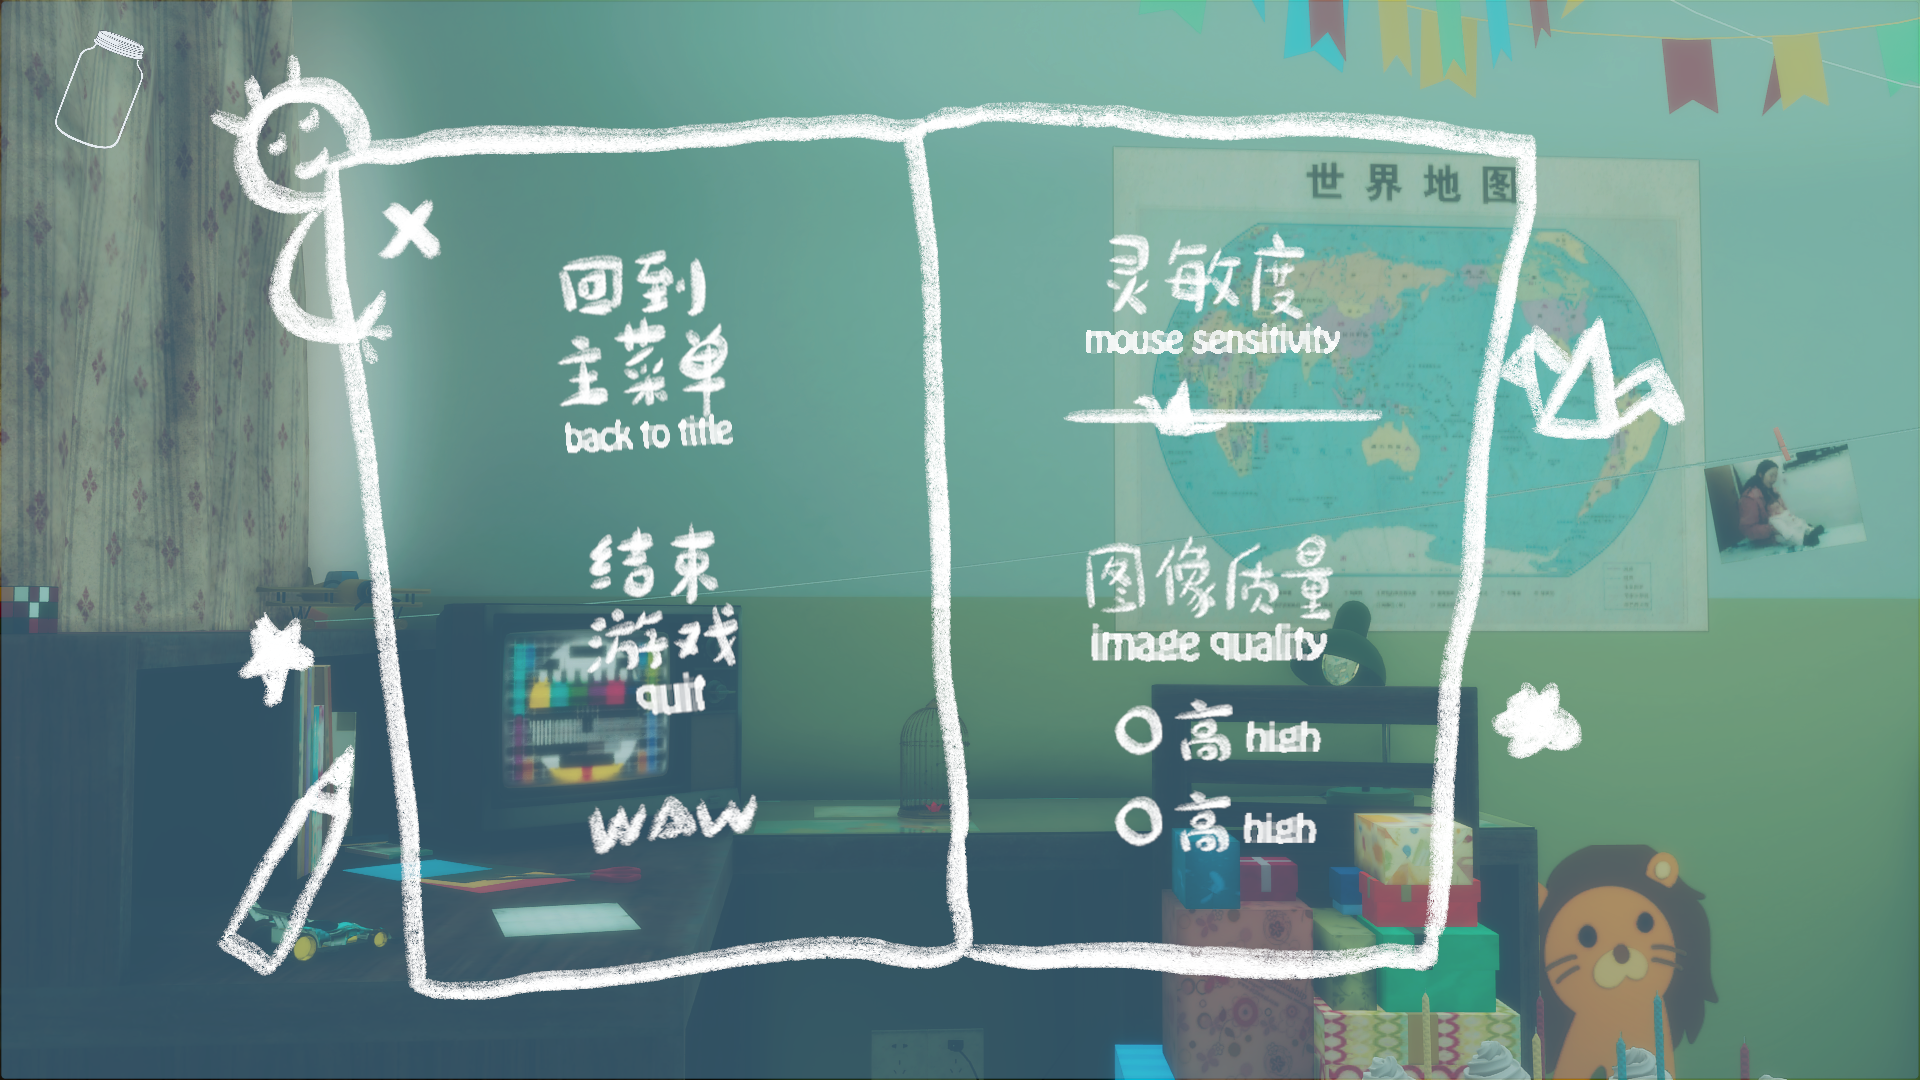 世界地图
回到
主菜单
back to title
结束
游戏
quit
WAW
灵敏度
mouse sensitivity
图像质量
image quality
高 high
高 high